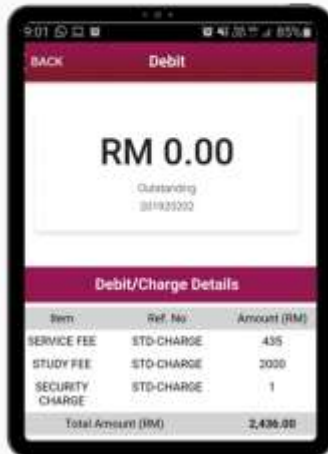 9:01
85%
BACK Debit
RM 0.00
Outstanding
201920202
Debit/Charge Details
Item Ref. No Amount (RM)
SERVICE FEE STD-CHARGE 435
STUDY FEE STD-CHARGE 2000
SECURITY STD-CHARGE 1
CHARGE
Total Amount (RM) 2,436.00